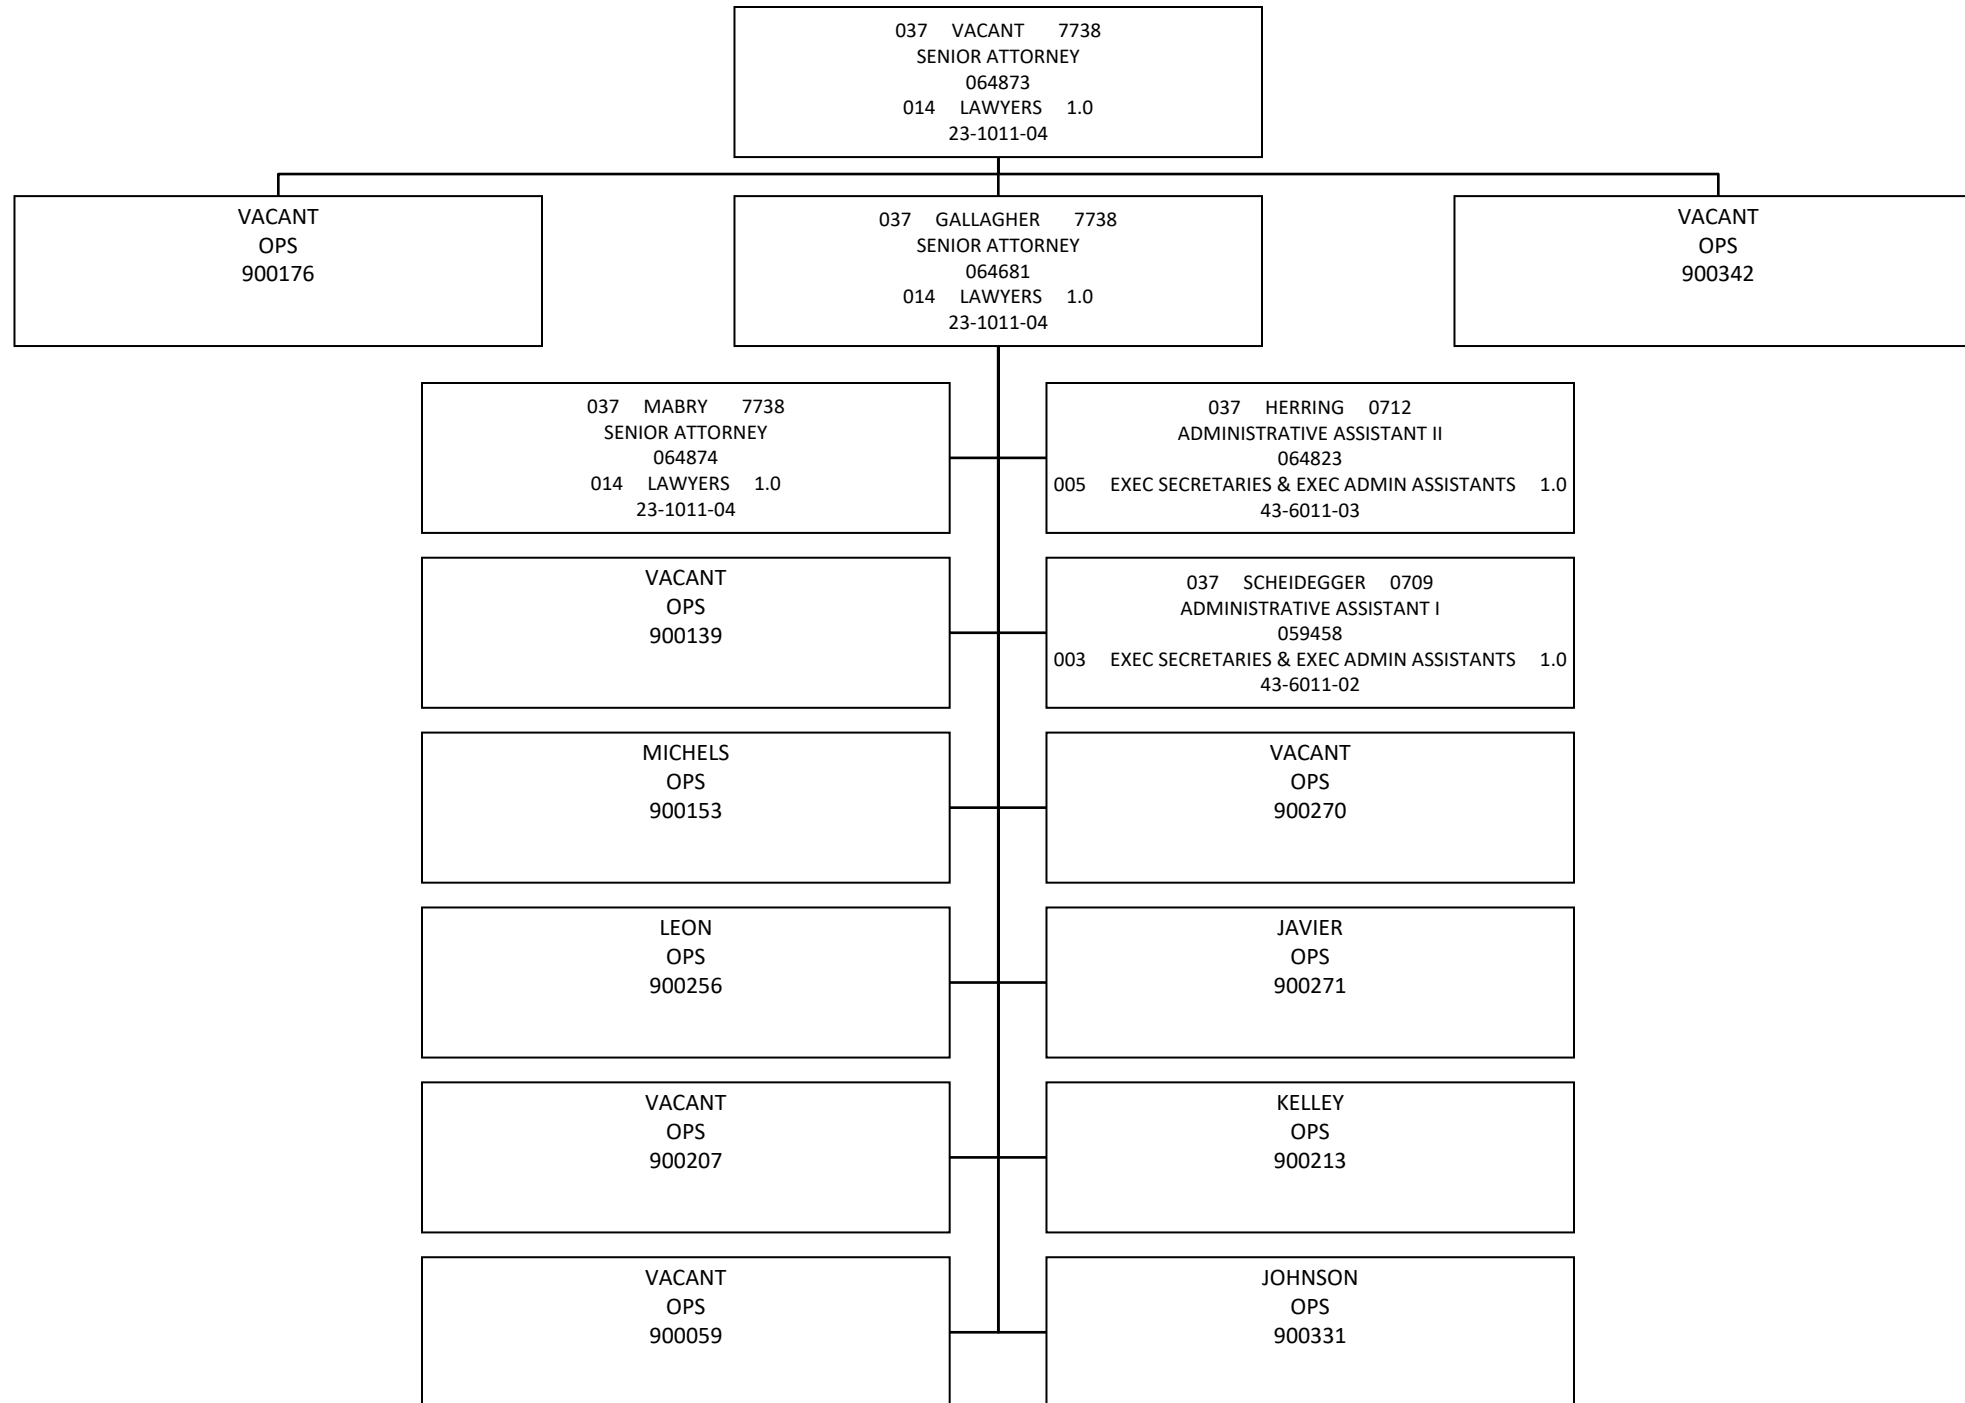 037 VACANT 7738
SENIOR ATTORNEY
064873
014 LAWYERS 1.0
23-1011-04
VACANT
OPS
900176
037 GALLAGHER 7738
SENIOR ATTORNEY
064681
014 LAWYERS 1.0
23-1011-04
VACANT
OPS
900342
037 MABRY 7738
SENIOR ATTORNEY
064874
014 LAWYERS 1.0
23-1011-04
037 HERRING 0712
ADMINISTRATIVE ASSISTANT II
064823
005 EXEC SECRETARIES & EXEC ADMIN ASSISTANTS 1.0
43-6011-03
VACANT
OPS
900139
037 SCHEIDEGGER 0709
ADMINISTRATIVE ASSISTANT I
059458
003 EXEC SECRETARIES & EXEC ADMIN ASSISTANTS 1.0
43-6011-02
MICHELS
OPS
900153
VACANT
OPS
900270
LEON
OPS
900256
JAVIER
OPS
900271
VACANT
OPS
900207
KELLEY
OPS
900213
VACANT
OPS
900059
JOHNSON
OPS
900331